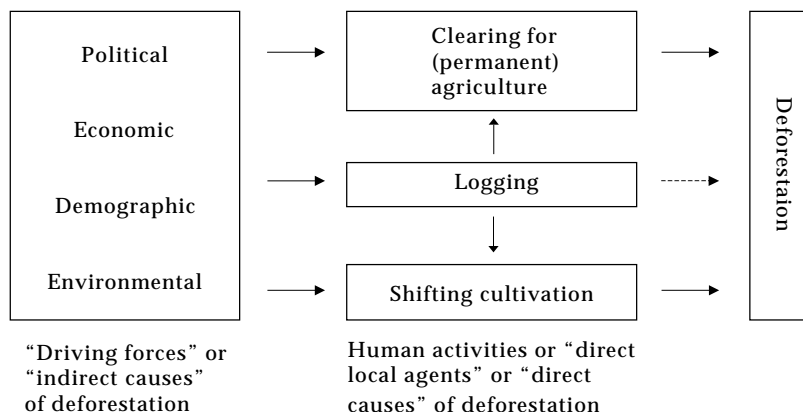 Political
Economic
Demographic
Environmental
Clearing for
(permanent)
agriculture
Logging
Shifting cultivation
Deforestaion
“Driving forces” or
“indirect causes”
of deforestation
Human activities or “direct
local agents” or “direct
causes” of deforestation